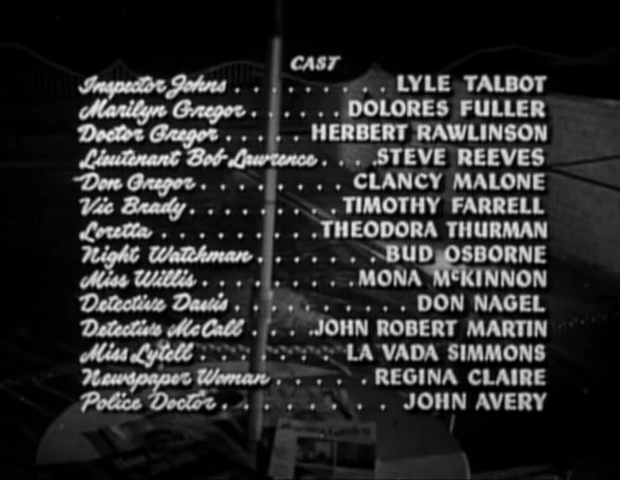 CAST
Inspector Johns . . . . . . . . . LYLE TALBOT
Marilyn Gregor . . . . . . DOLORES FULLER
Doctor Gregor . . . . . HERBERT RAWLINSON
Lieutenant Bob Lawrence . . . . STEVE REEVES
Don Gregor . . . . . . . . . CLANCY MALONE
Vic Brady . . . . . . . . . TIMOTHY FARRELL
Loretta . . . . . . . . . . THEODORA THURMAN
Night Watchman . . . . . . . . BUD OSBORNE
Miss Willis . . . . . . . . . MONA McKINNON
Detective Davis . . . . . . . . . . DON NAGEL
Detective McCall . . . . JOHN ROBERT MARTIN
Miss Lytell . . . . . . . . LA VADA SIMMONS
Newspaper Woman . . . . . . REGINA CLAIRE
Police Doctor . . . . . . . . . JOHN AVERY